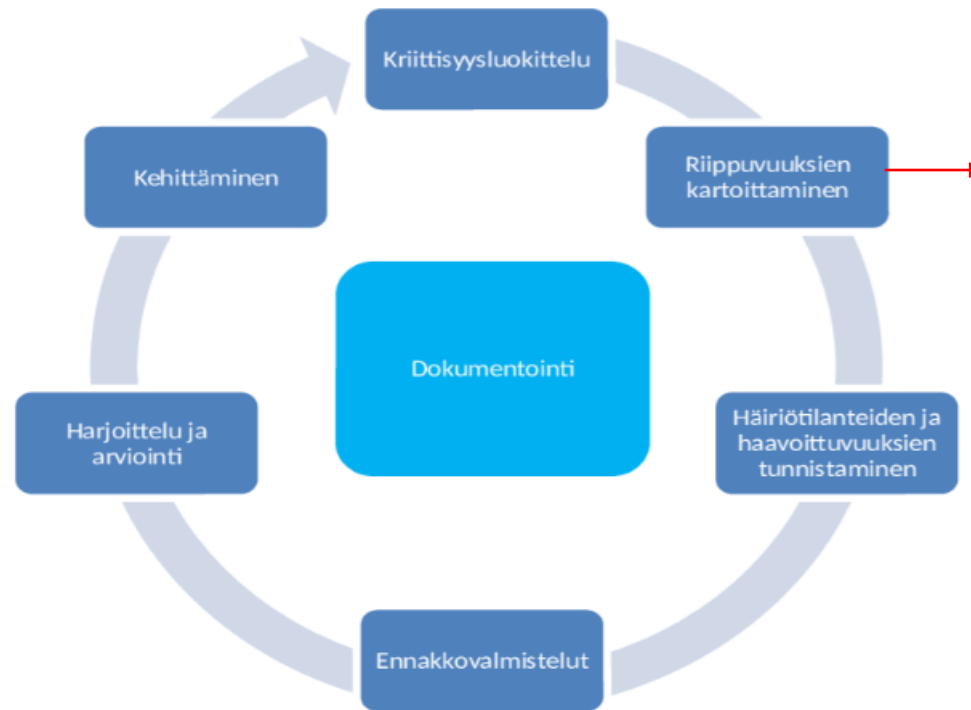 Kriittisyysluokittelu
Riippuvuuksien
kartoittaminen
Häiriötilanteiden ja
haavoittuvuuksien
tunnistaminen
Ennakkovalmistelut
Harjoittelu ja
arviointi
Kehittäminen
Dokumentointi